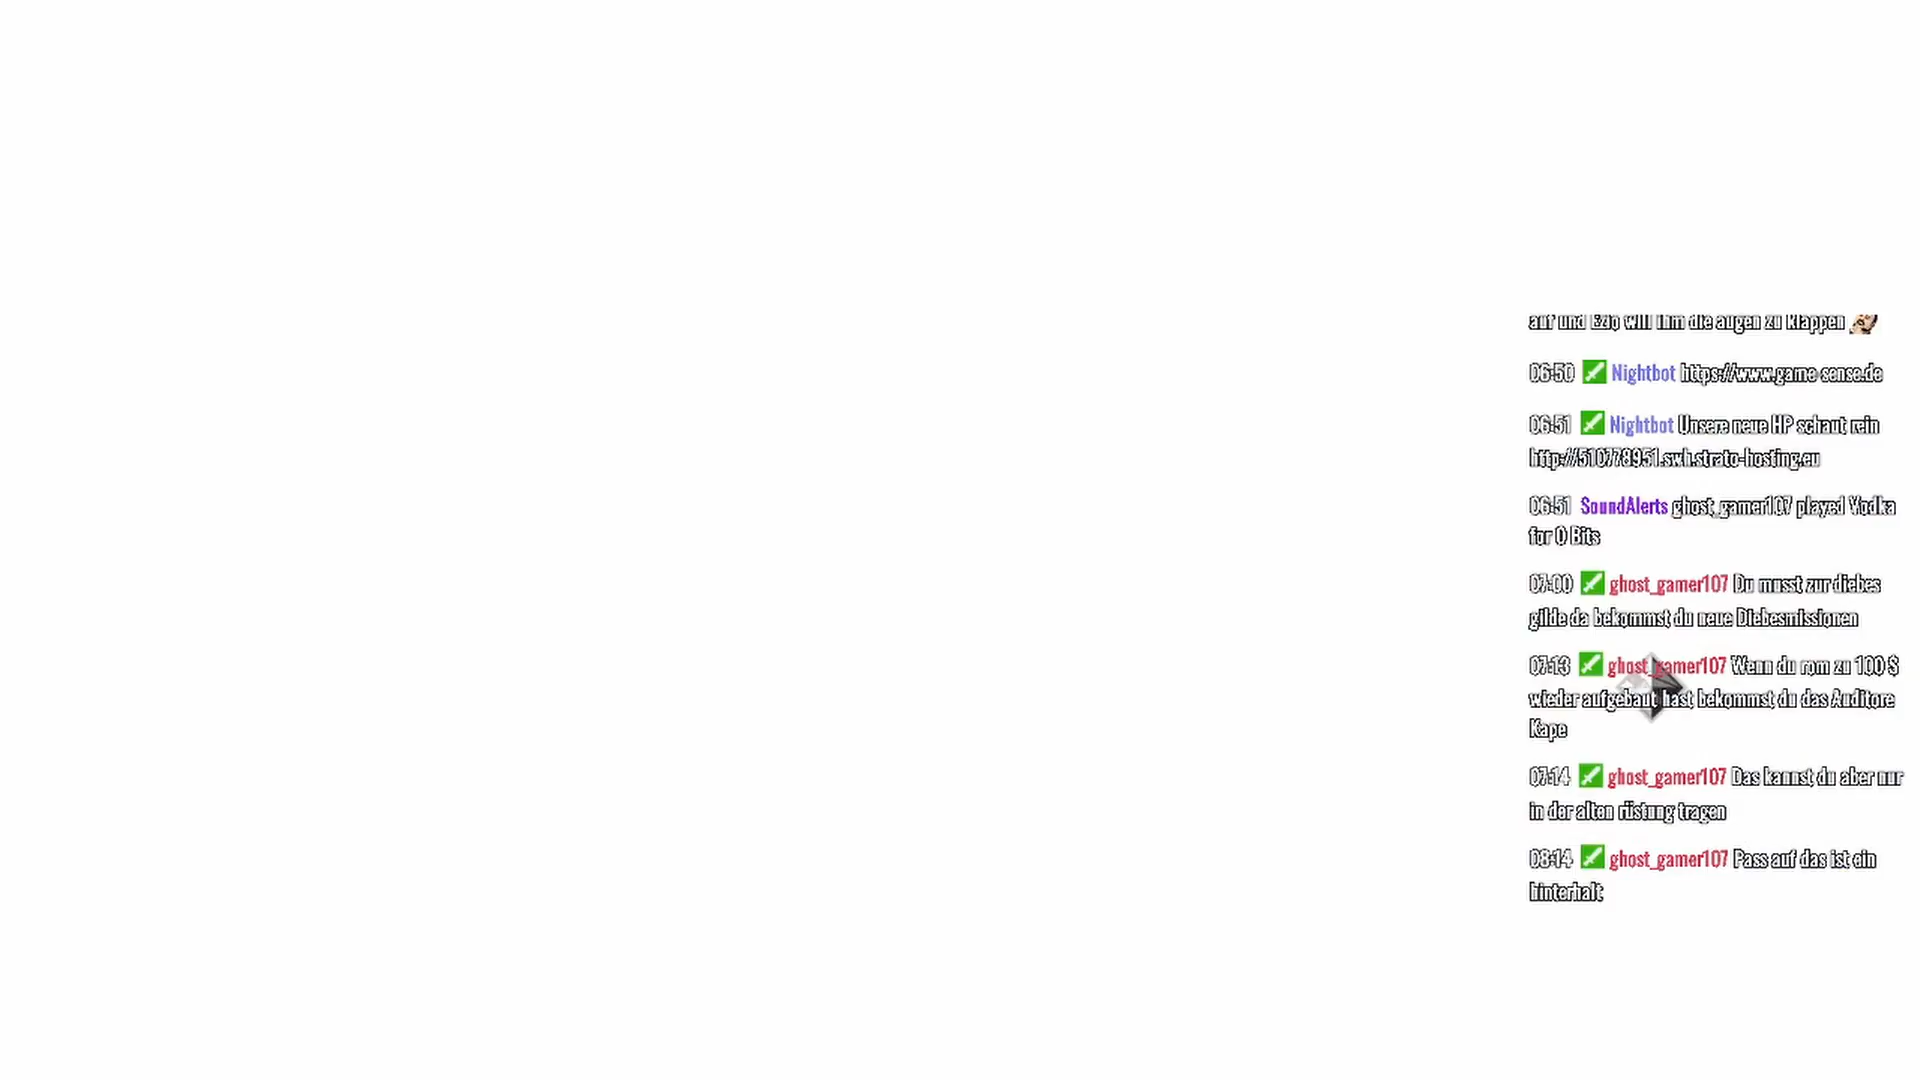 auf und Ezio will ihm die augen zu klappen
06:50 Nightbot https://www.game-sense.de
06:51 Nightbot Unsere neue HP schaut rein
http://510778951.swh.strato-hosting.eu
06:51 SoundAlerts ghost_gamer107 played Vodka
for 0 Bits
07:00 ghost_gamer107 Du musst zur diebes
gilde da bekommst du neue Diebesmissionen
07:13 ghost_gamer107 Wenn du rom zu 100 $
wieder aufgebaut hast bekommst du das Auditore
Kape
07:14 ghost_gamer107 Das kannst du aber nur
in der alten rüstung tragen
08:14 ghost_gamer107 Pass auf das ist ein
hinterhalt